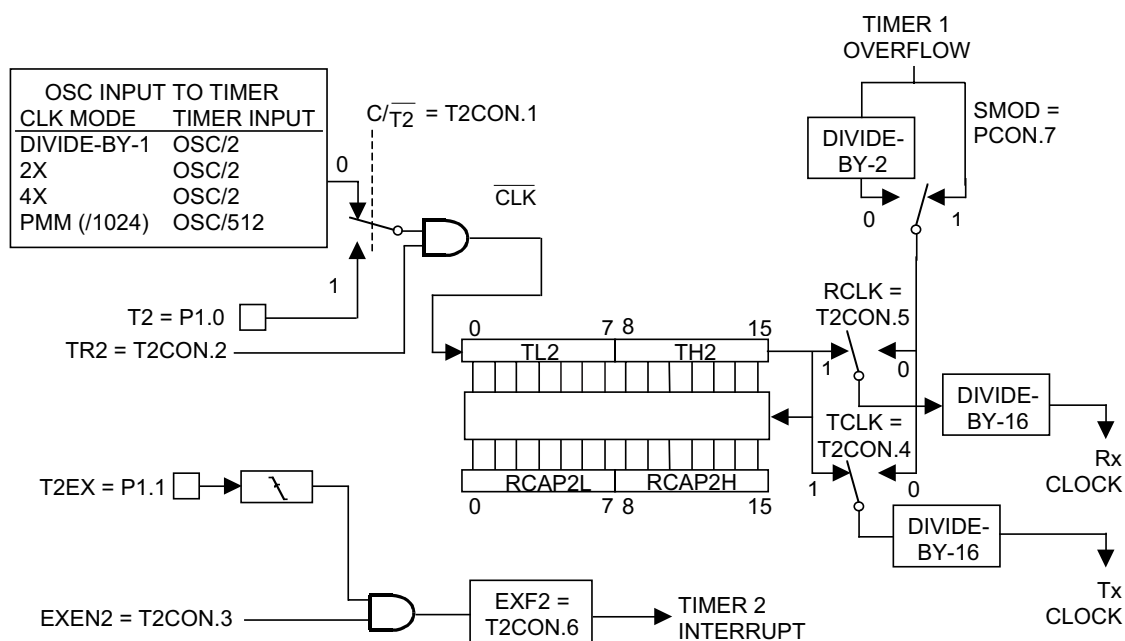 TIMER 1
OVERFLOW
OSC INPUT TO TIMER
CLK MODE TIMER INPUT
DIVIDE-BY-1 OSC/2
2X OSC/2
4X OSC/2
PMM (/1024) OSC/512
C/T2 = T2CON.1
0
CLK
1
SMOD =
PCON.7
DIVIDE-
BY-2
0
1
T2 = P1.0
TR2 = T2CON.2
0
7
8
15
TL2
TH2
RCLK =
T2CON.5
1
0
DIVIDE-
BY-16
Rx
CLOCK
TCLK =
T2CON.4
1
0
DIVIDE-
BY-16
Tx
CLOCK
RCAP2L
RCAP2H
0
7
8
15
T2EX = P1.1
EXEN2 = T2CON.3
EXF2 =
T2CON.6
TIMER 2
INTERRUPT